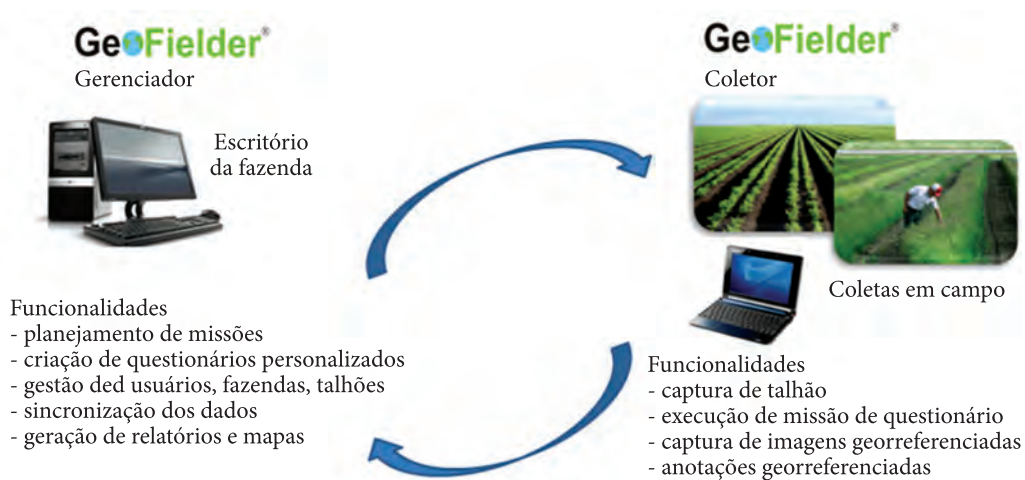 GeoFielder®
Gerenciador
Escritório
da fazenda
Funcionalidades
- planejamento de missões
- criação de questionários personalizados
- gestão ded usuários, fazendas, talhões
- sincronização dos dados
- geração de relatórios e mapas
GeoFielder®
Coletor
Coletas em campo
Funcionalidades
- captura de talhão
- execução de missão de questionário
- captura de imagens georreferenciadas
- anotações georreferenciadas